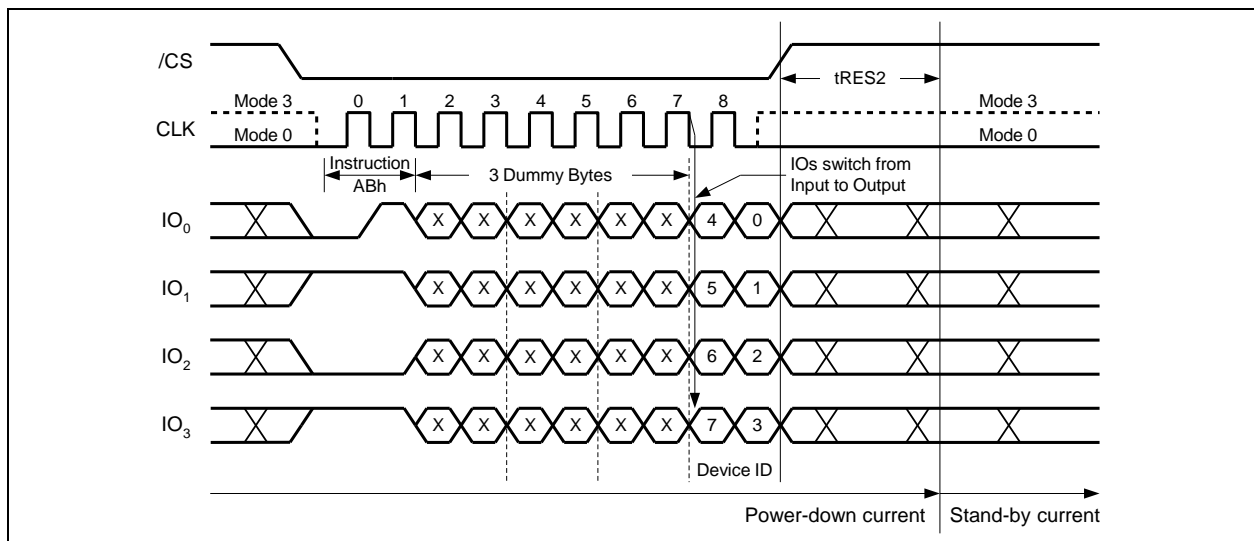 /CS
tRES2
Mode 3 0 1 2 3 4 5 6 7 8 Mode 3
CLK Mode 0 Mode 0
Instruction IOs switch from
ABh 3 Dummy Bytes Input to Output
IO0 X X X X X X 4 0
IO1 X X X X X X 5 1
IO2 X X X X X X 6 2
IO3 X X X X X X 7 3
Device ID
Power-down current Stand-by current